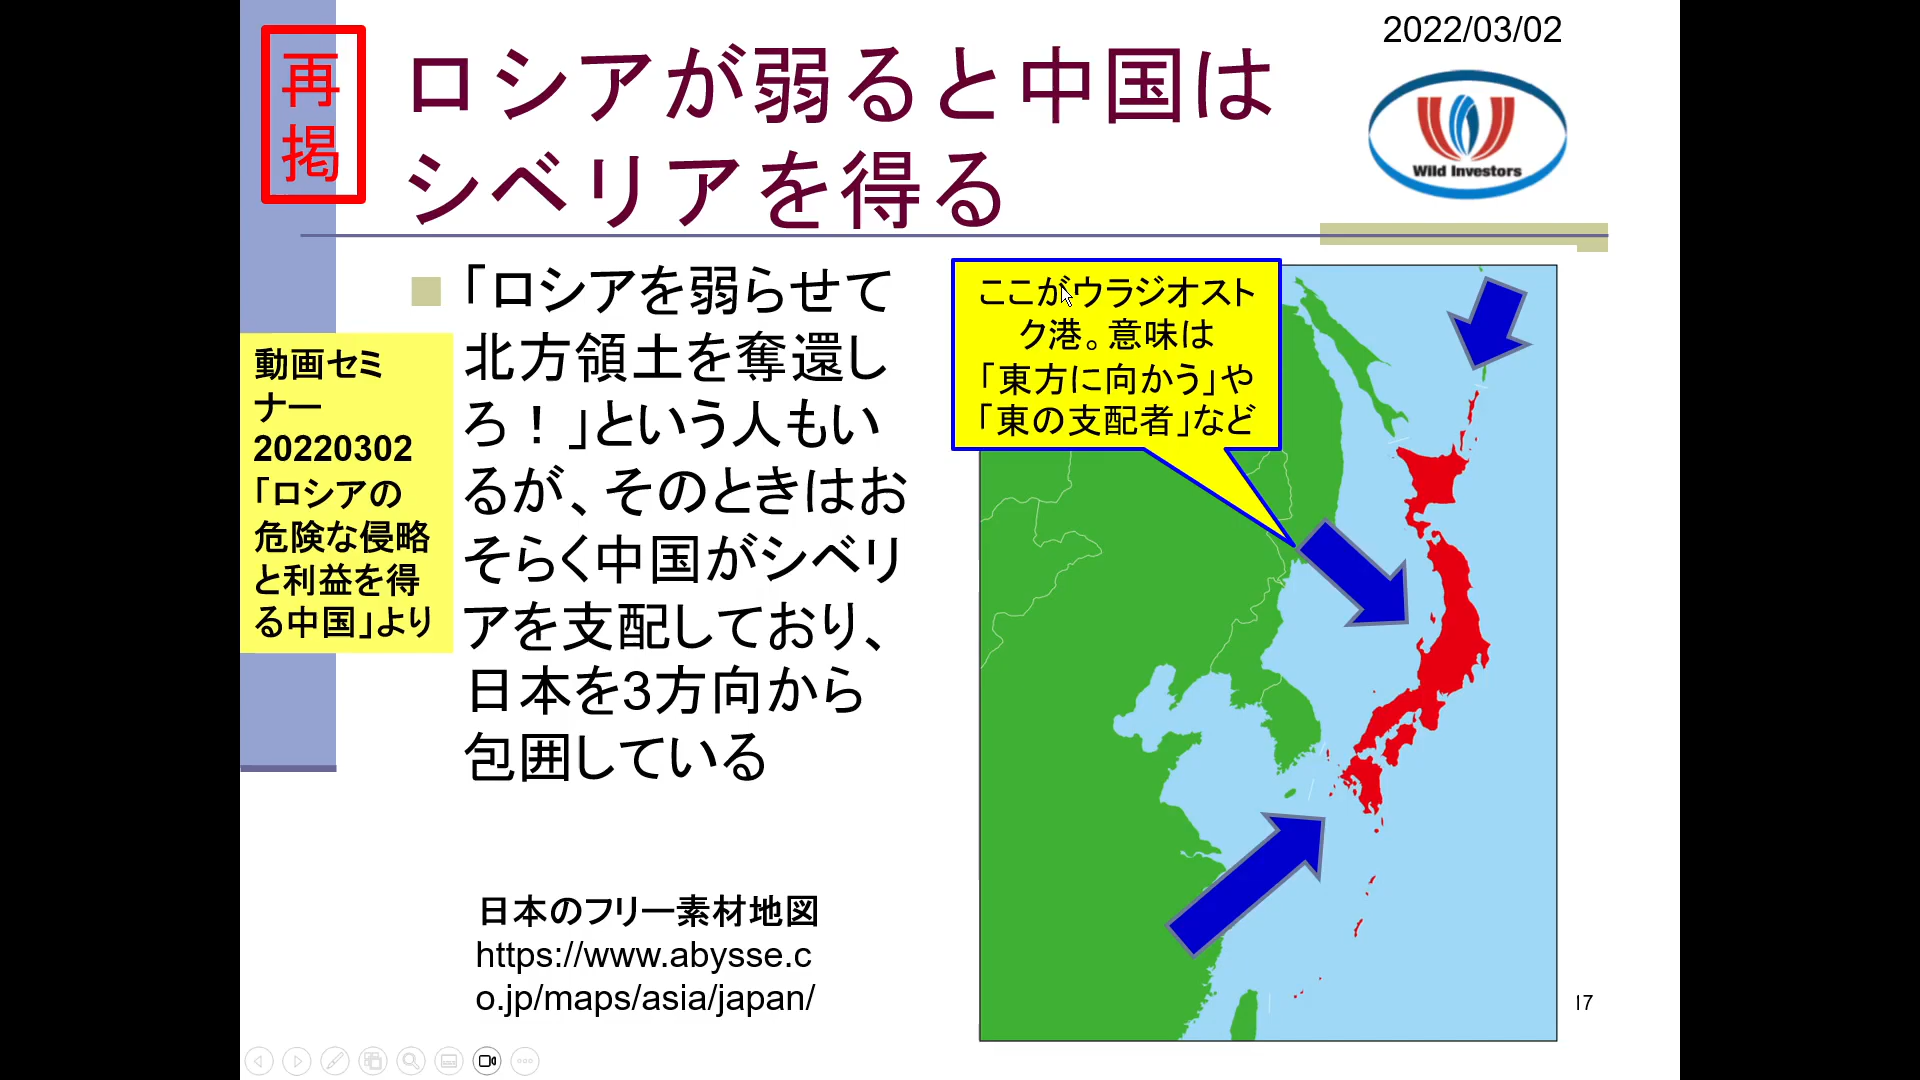 2022/03/02
再
掲
ロシアが弱ると中国は
シベリアを得る
Wild Investors
「ロシアを弱らせて
北方領土を奪還し
ろ！」という人もい
るが、そのときはお
そらく中国がシベリ
アを支配しており、
日本を3方向から
包囲している
動画セミ
ナー
20220302
「ロシアの
危険な侵略
と利益を得
る中国」より
ここがウラジオスト
ク港。意味は
「東方に向かう」や
「東の支配者」など
日本のフリー素材地図
https://www.abysse.c
o.jp/maps/asia/japan/
17